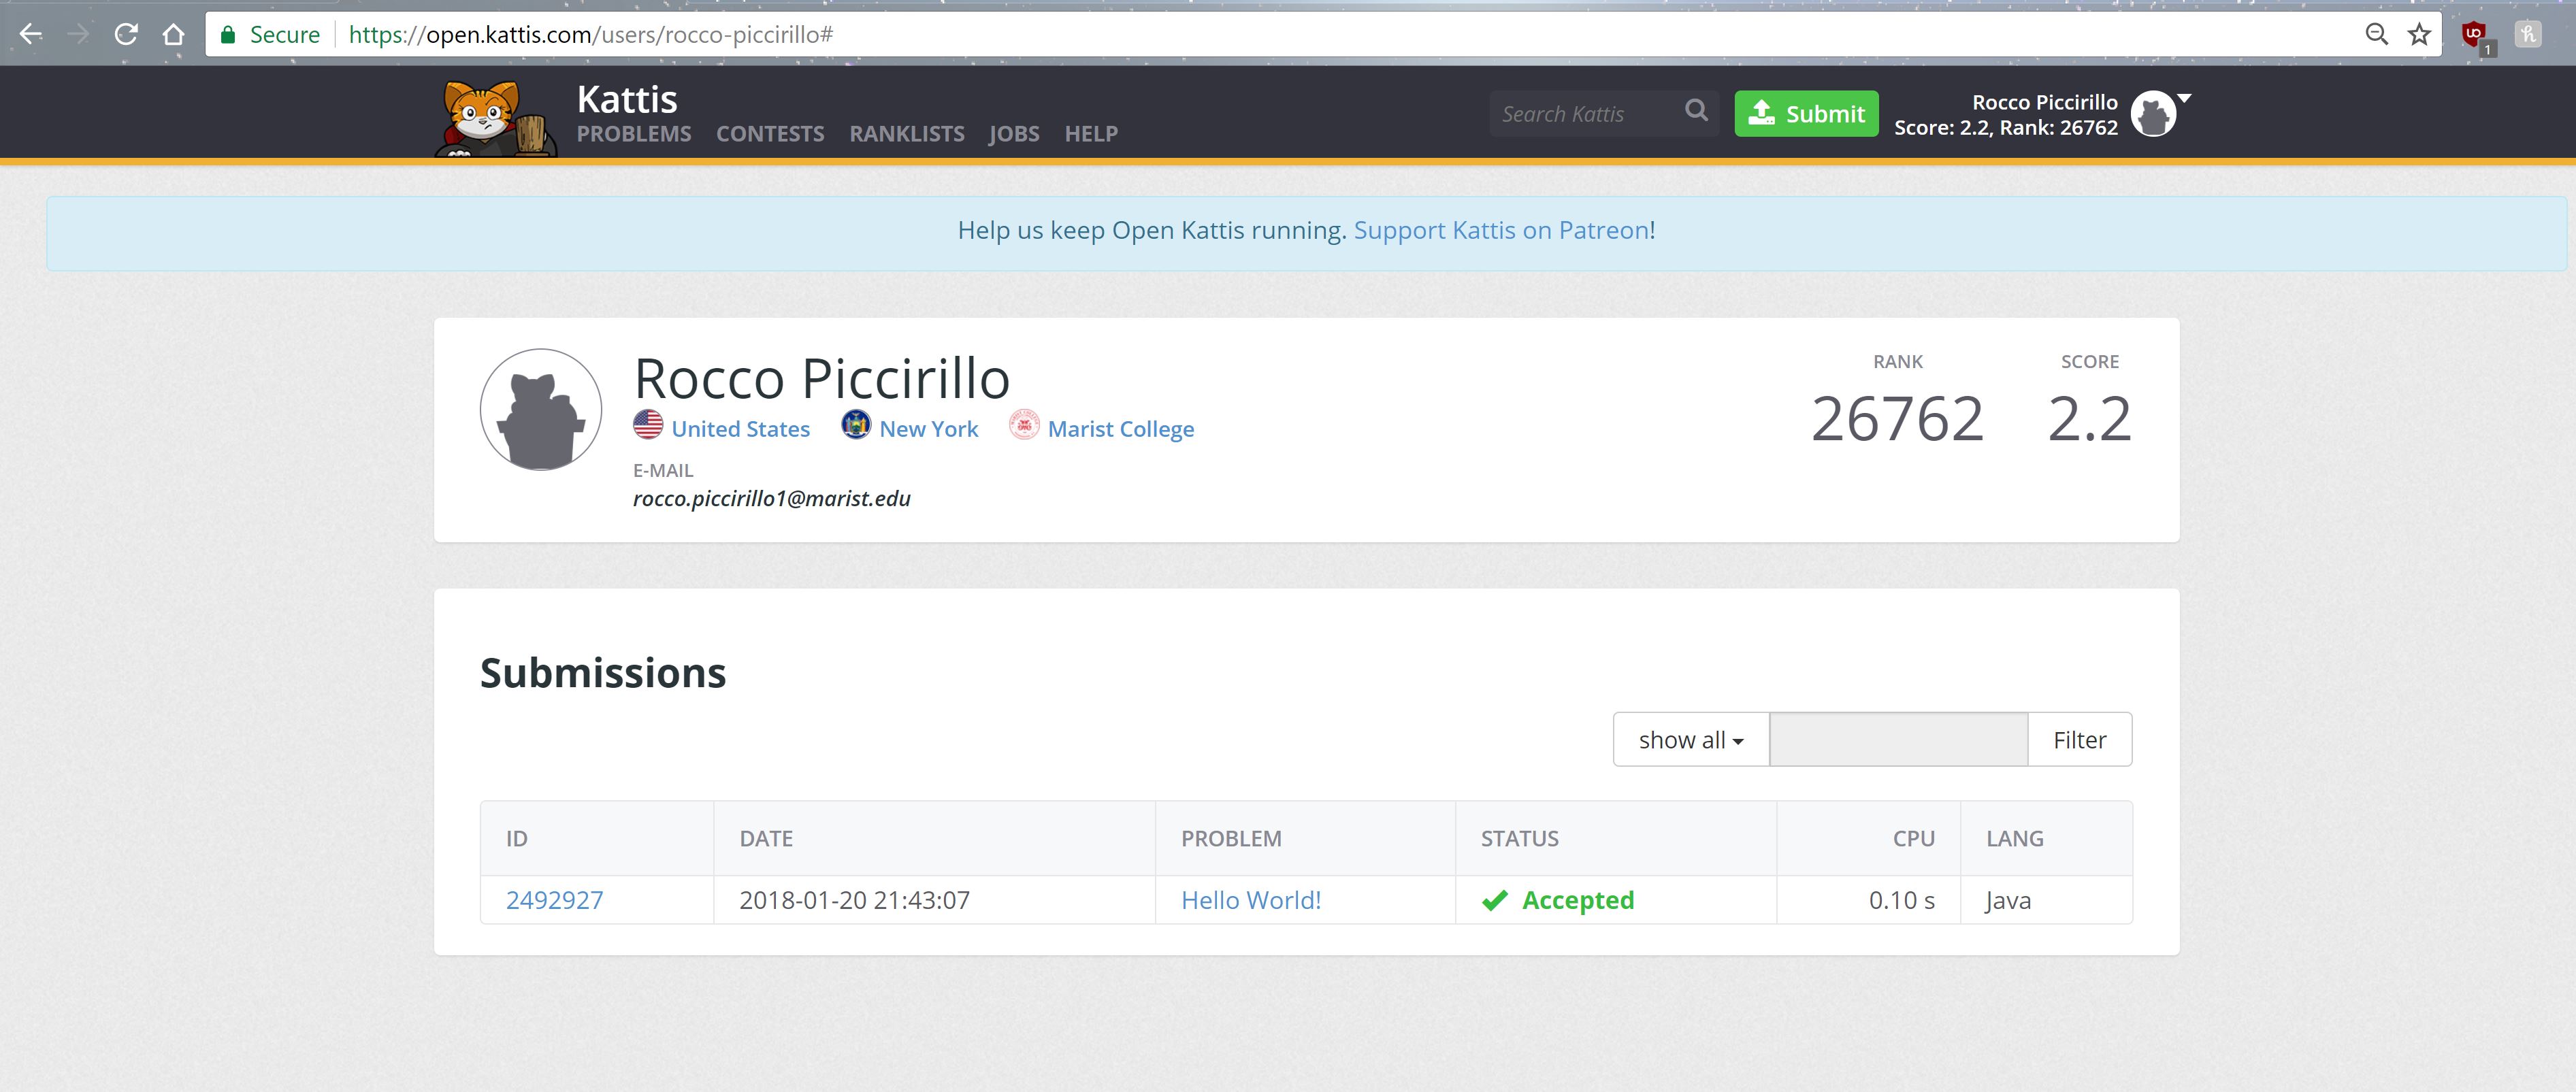 Secure https://open.kattis.com/users/rocco-piccirillo#
1
Kattis
PROBLEMS CONTESTS RANKLISTS JOBS HELP
Search Kattis
Submit
Rocco Piccirillo
Score: 2.2, Rank: 26762
Help us keep Open Kattis running. Support Kattis on Patreon!
Rocco Piccirillo
United States New York Marist College
E-MAIL
rocco.piccirillo1@marist.edu
RANK SCORE
26762 2.2
Submissions
show all Filter
ID DATE PROBLEM STATUS CPU LANG
2492927 2018-01-20 21:43:07 Hello World! Accepted 0.10 s Java